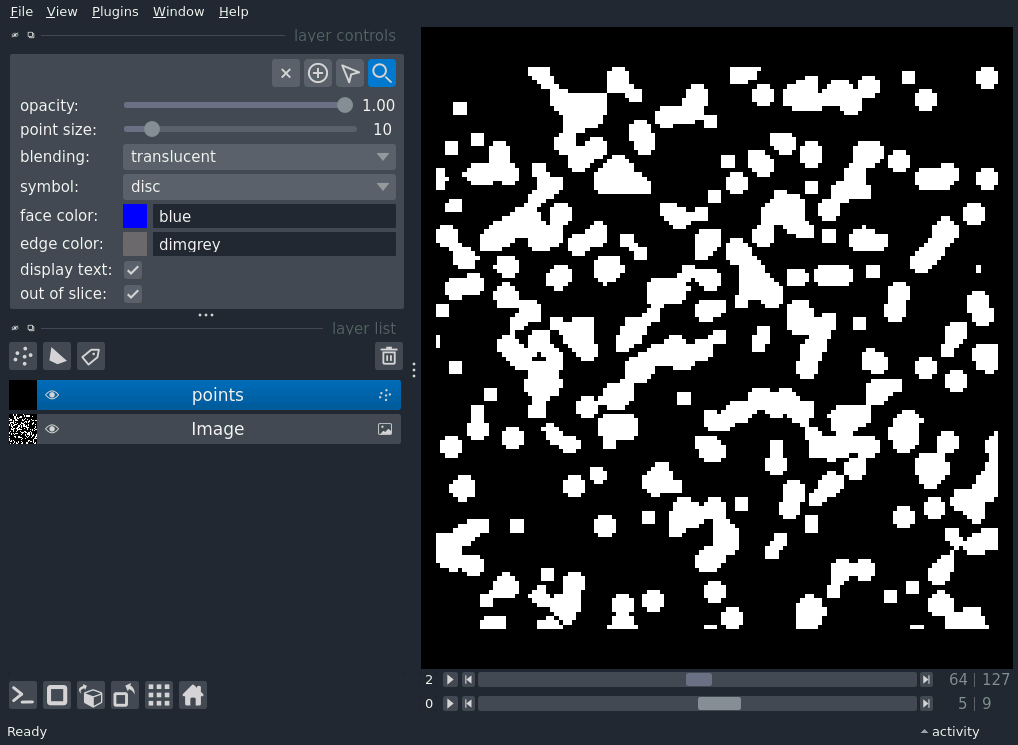 File View Plugins Window Help
layer controls
opacity: 1.00
point size: 10
blending: translucent
symbol: disc
face color: blue
edge color: dimgrey
display text:
out of slice:
layer list
points
Image
2 64 | 127
0 5 | 9
Ready activity